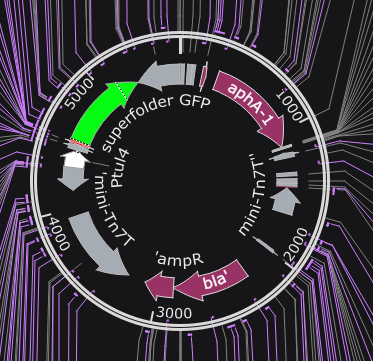 superfolder GFP
aphA-1
1000
mini-Tn7T"
2000
bla'
'ampR
3000
4000
'mini-Tn7T
Ptul4
5000